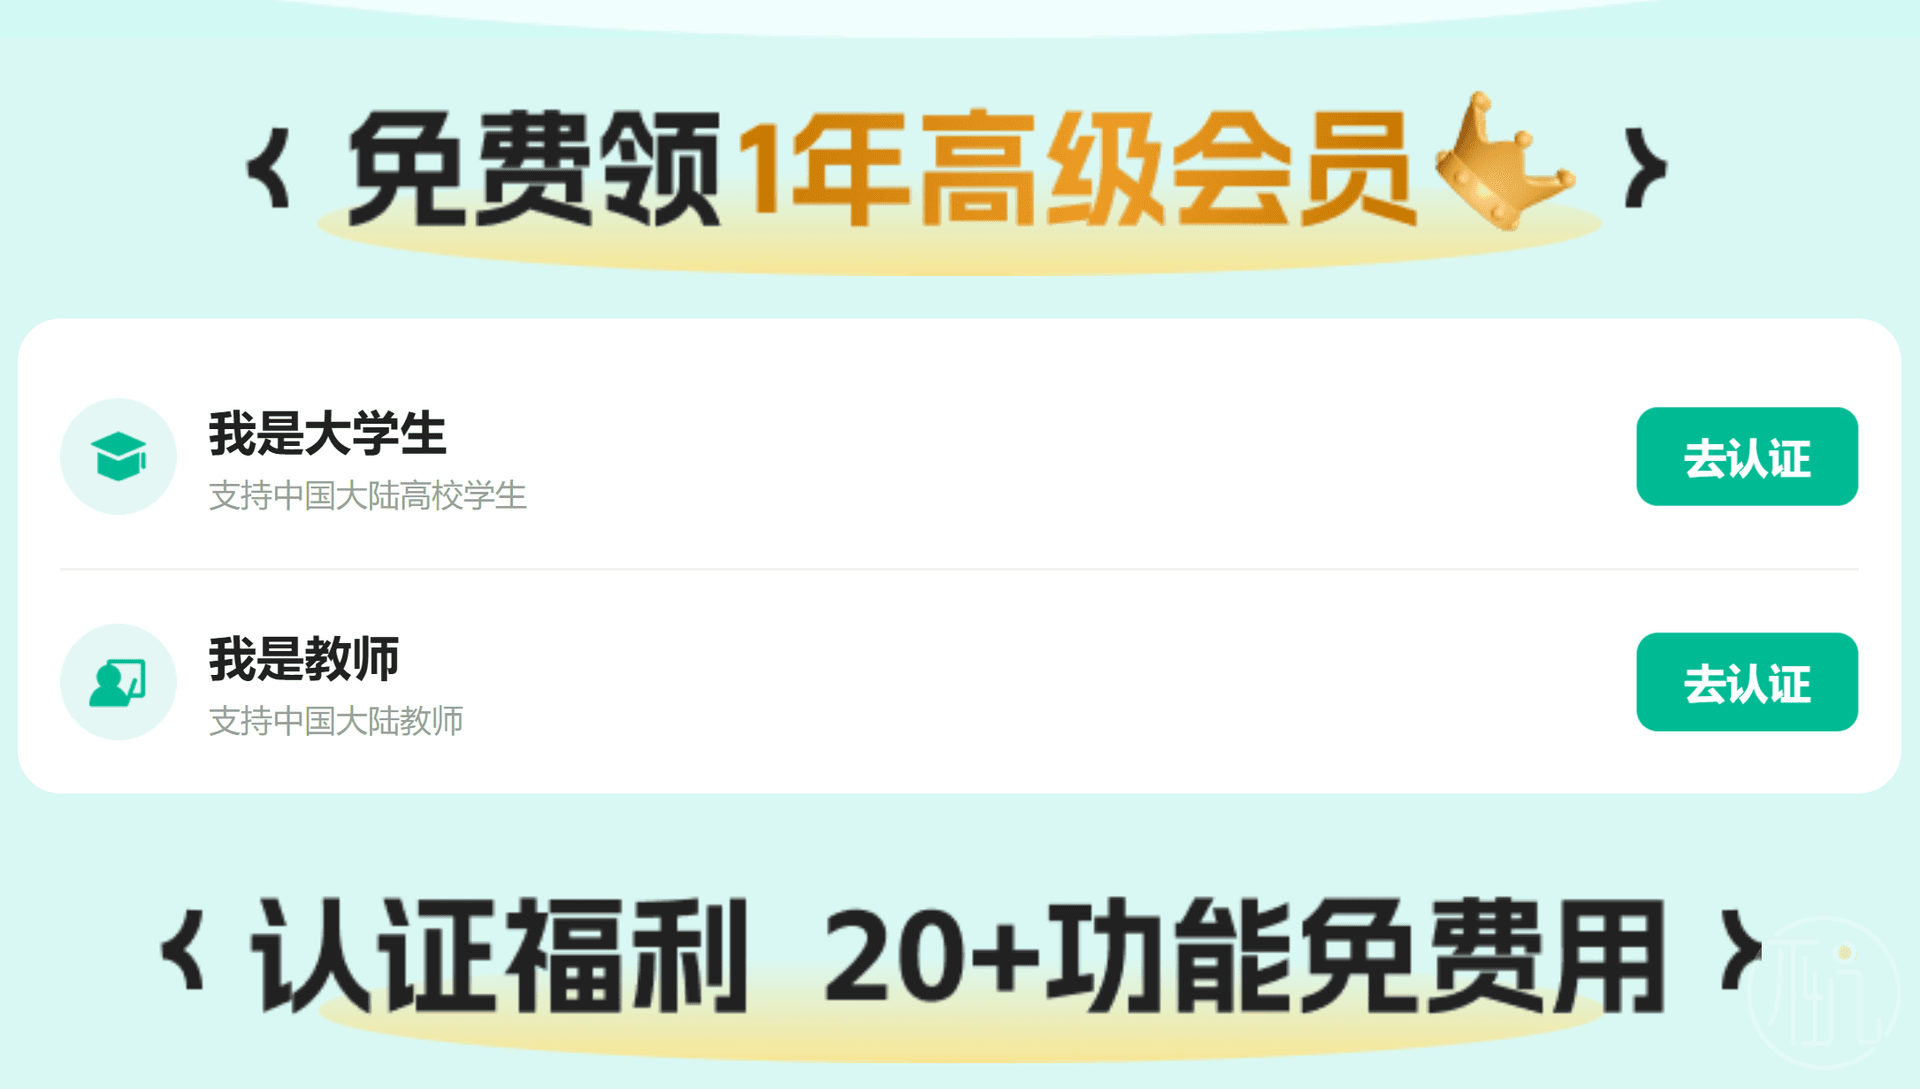 免费领1年高级会员
我是大学生
支持中国大陆高校学生
去认证
我是教师
支持中国大陆教师
去认证
认证福利 20+功能免费用